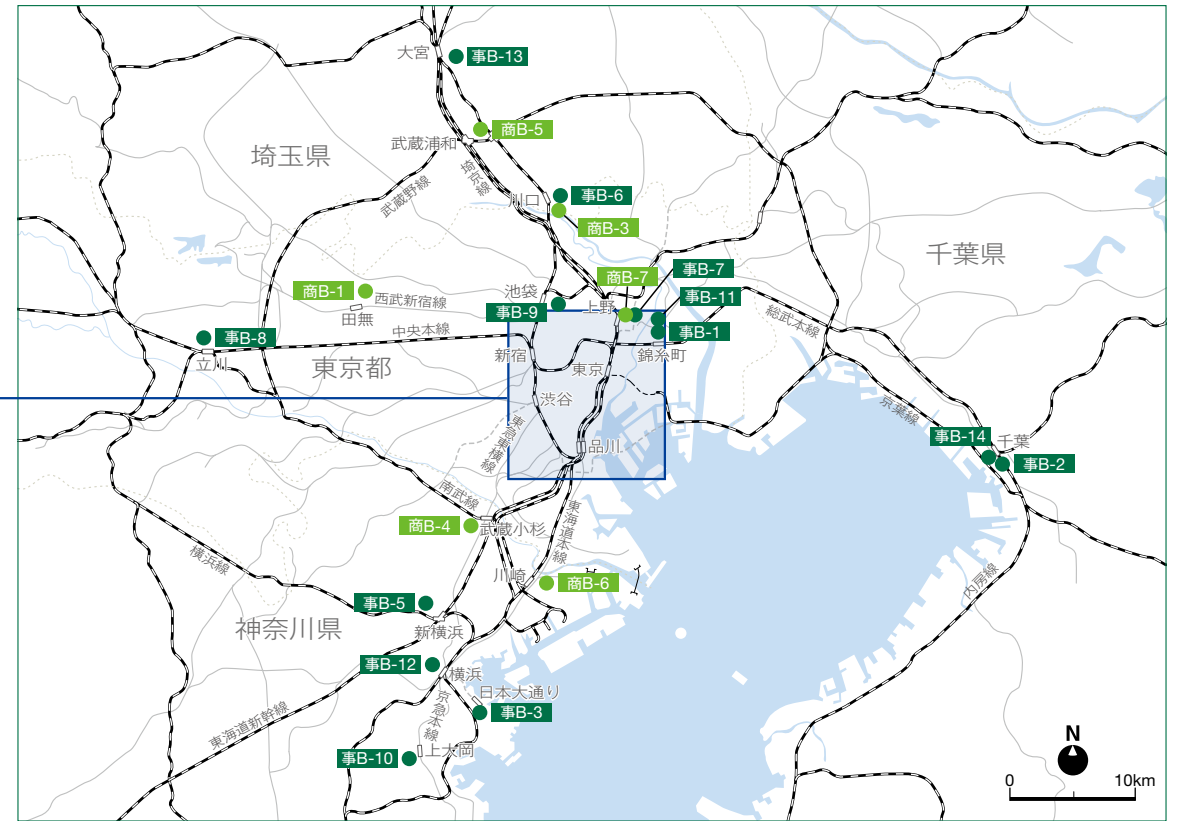 大宮
事B-13
商B-5
武蔵浦和
埼玉県
埼京線
武蔵野線
川口
事B-6
商B-3
千葉県
商B-7
事B-7
商B-1
西武新宿線
田無
池袋
事B-9
上野
事B-11
事B-1
総武本線
事B-8
立川
中央本線
東京都
新宿
東京
錦糸町
渋谷
東急東横線
品川
京葉線
事B-14
千葉
事B-2
南武線
商B-4
武蔵小杉
東海道本線
横浜線
川崎
商B-6
内房線
事B-5
神奈川県
新横浜
事B-12
横浜
日本大通り
京急本線
事B-3
東海道新幹線
事B-10
上大岡
N
0
10km